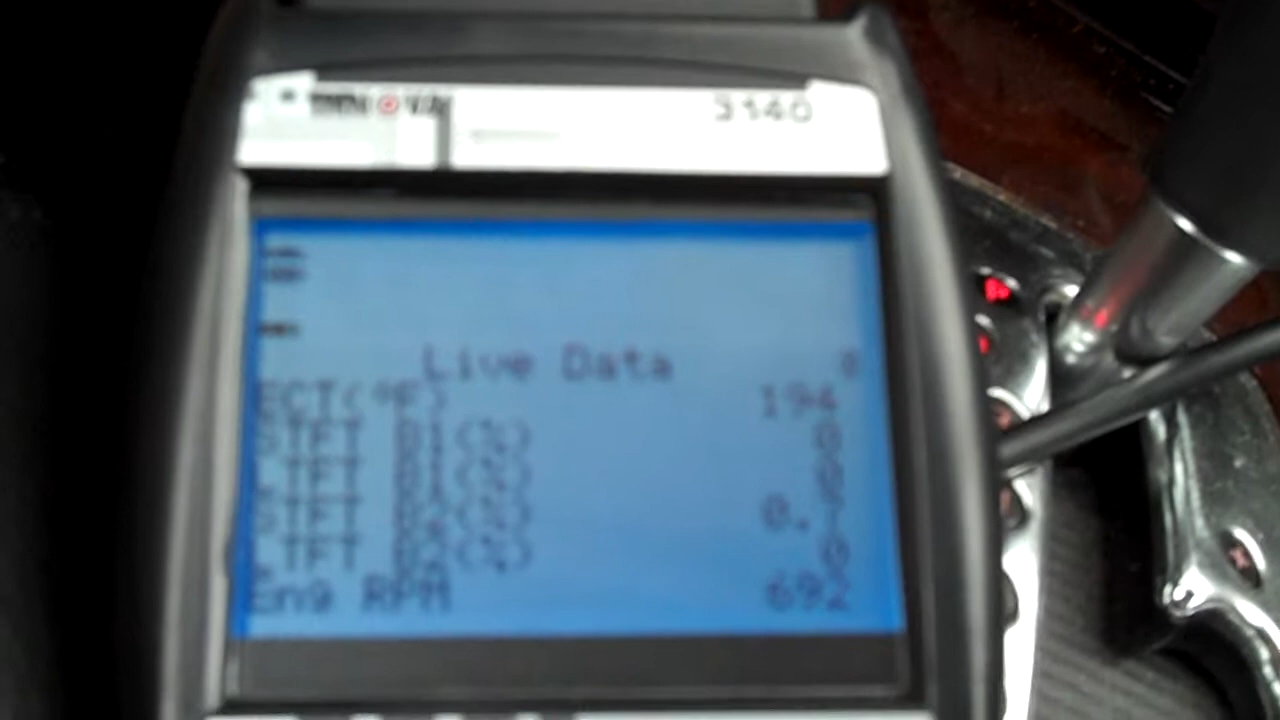 INNOVA 3140
Live Data
ECT(°F) 194
STFT B1(%) 0
LTFT B1(%) 0
STFT B2(%) 0.7
LTFT B2(%) 0
Eng RPM 692